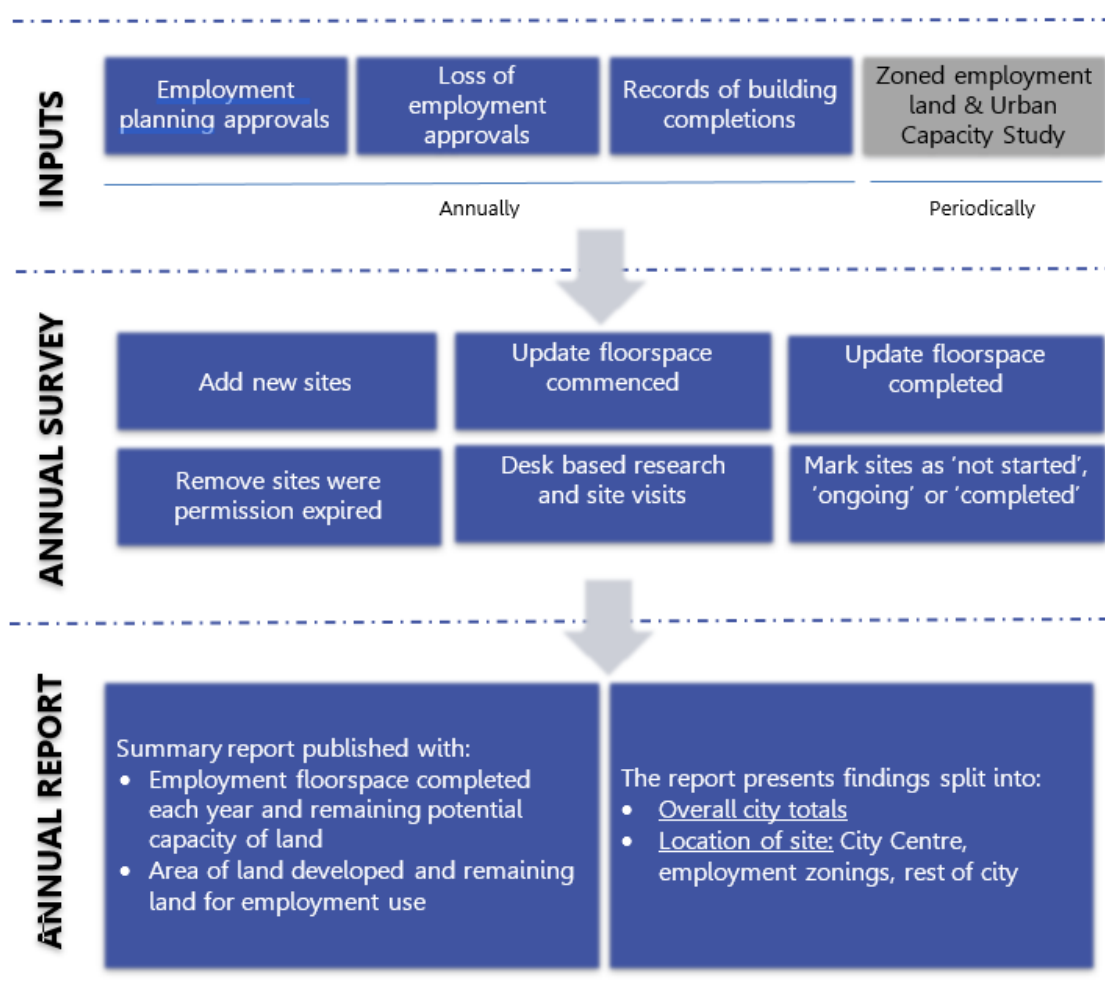 INPUTS
Employment
planning approvals
Loss of
employment
approvals
Records of building
completions
Zoned employment
land & Urban
Capacity Study
Annually
Periodically
ANNUAL SURVEY
Add new sites
Update floorspace
commenced
Update floorspace
completed
Remove sites were
permission expired
Desk based research
and site visits
Mark sites as 'not started',
'ongoing' or 'completed'
ANNUAL REPORT
Summary report published with:
• Employment floorspace completed
each year and remaining potential
capacity of land
• Area of land developed and remaining
land for employment use
The report presents findings split into:
• Overall city totals
• Location of site: City Centre,
employment zonings, rest of city